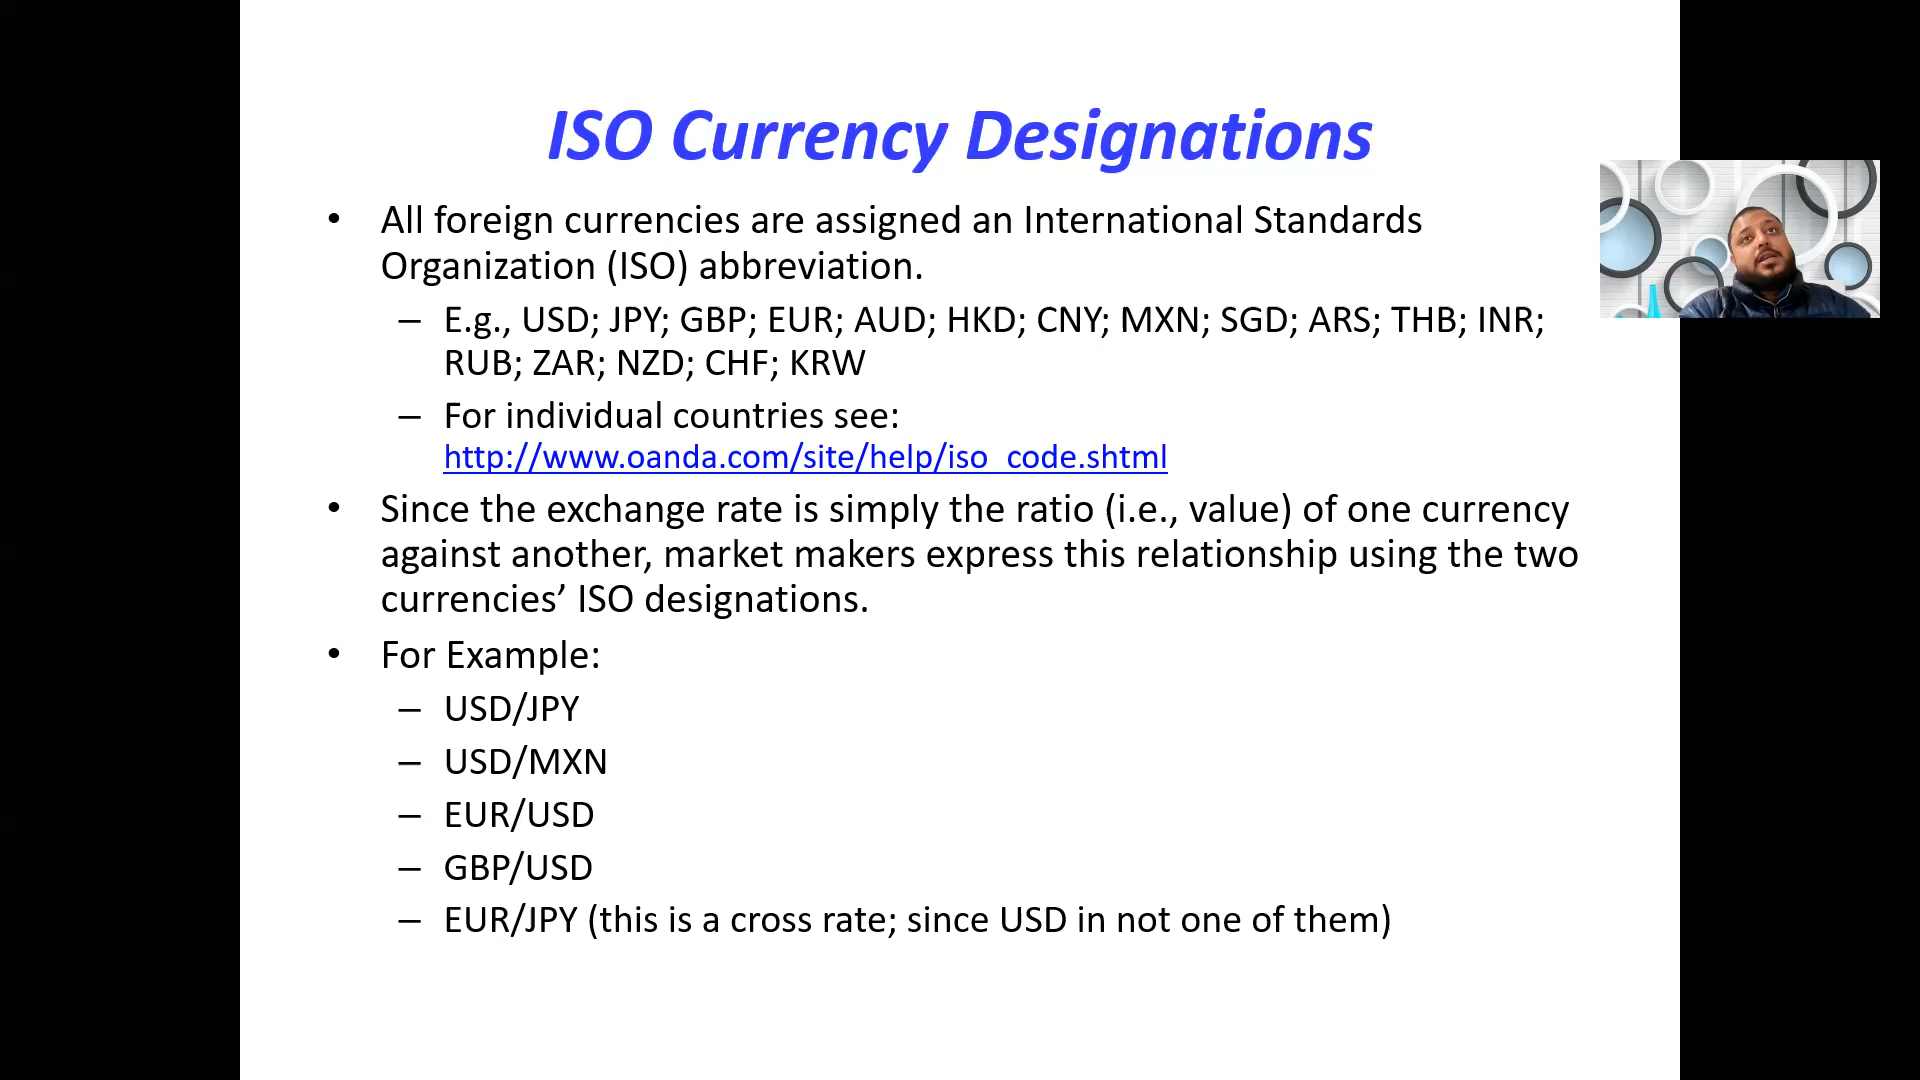 ISO Currency Designations
• All foreign currencies are assigned an International Standards
Organization (ISO) abbreviation.
– E.g., USD; JPY; GBP; EUR; AUD; HKD; CNY; MXN; SGD; ARS; THB; INR;
RUB; ZAR; NZD; CHF; KRW
– For individual countries see:
http://www.oanda.com/site/help/iso_code.shtml
• Since the exchange rate is simply the ratio (i.e., value) of one currency
against another, market makers express this relationship using the two
currencies’ ISO designations.
• For Example:
– USD/JPY
– USD/MXN
– EUR/USD
– GBP/USD
– EUR/JPY (this is a cross rate; since USD in not one of them)